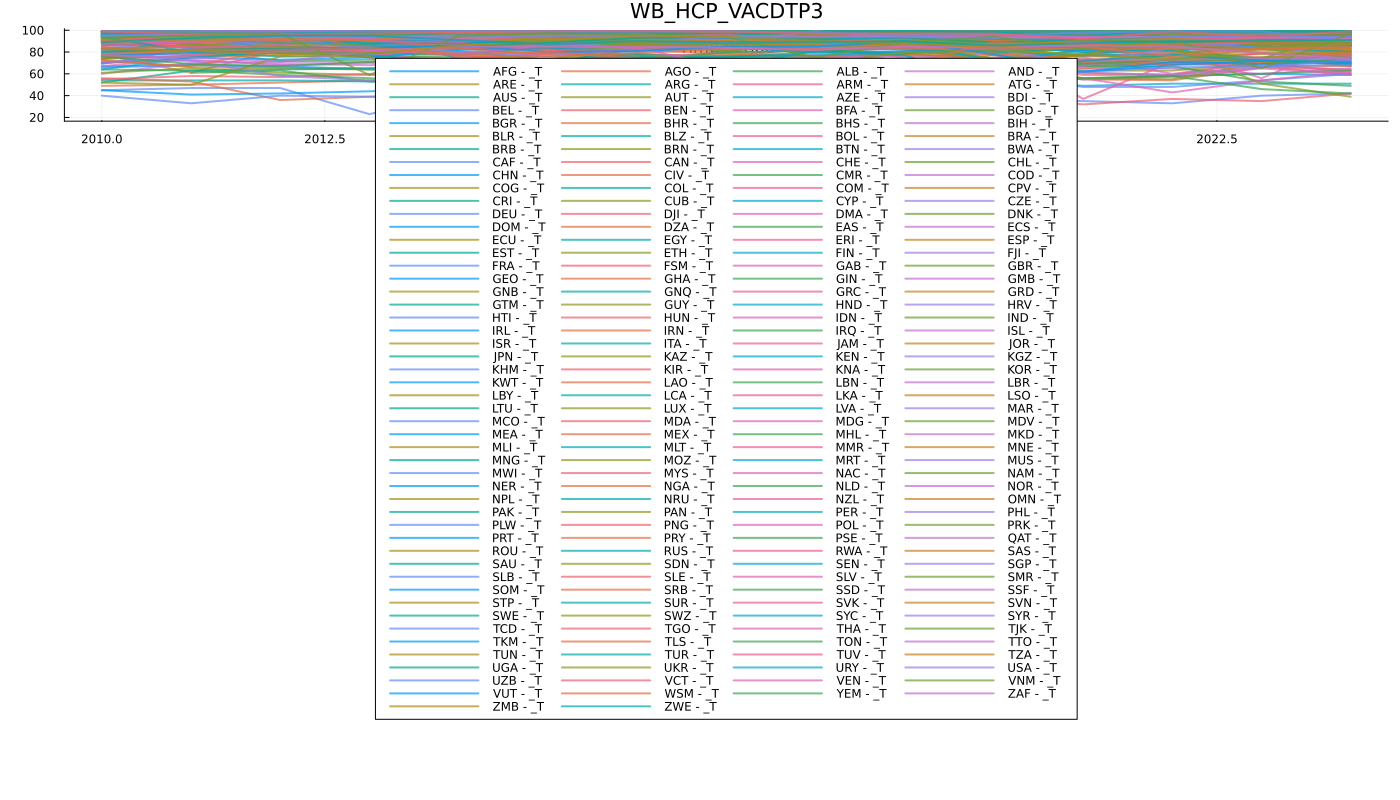 WB_HCP_VACDTP3
100
80
60
40
20
2010.0 2012.5 2022.5
AFG - _T AGO - _T ALB - _T AND - _T
ARE - _T ARG - _T ARM - _T ATG - _T
AUS - _T AUT - _T AZE - _T BDI - _T
BEL - _T BEN - _T BFA - _T BGD - _T
BGR - _T BHR - _T BHS - _T BIH - _T
BLR - _T BLZ - _T BOL - _T BRA - _T
BRB - _T BRN - _T BTN - _T BWA - _T
CAF - _T CAN - _T CHE - _T CHL - _T
CHN - _T CIV - _T CMR - _T COD - _T
COG - _T COL - _T COM - _T CPV - _T
CRI - _T CUB - _T CYP - _T CZE - _T
DEU - _T DJI - _T DMA - _T DNK - _T
DOM - _T DZA - _T EAS - _T ECS - _T
ECU - _T EGY - _T ERI - _T ESP - _T
EST - _T ETH - _T FIN - _T FJI - _T
FRA - _T FSM - _T GAB - _T GBR - _T
GEO - _T GHA - _T GIN - _T GMB - _T
GNB - _T GNQ - _T GRC - _T GRD - _T
GTM - _T GUY - _T HND - _T HRV - _T
HTI - _T HUN - _T IDN - _T IND - _T
IRL - _T IRN - _T IRQ - _T ISL - _T
ISR - _T ITA - _T JAM - _T JOR - _T
JPN - _T KAZ - _T KEN - _T KGZ - _T
KHM - _T KIR - _T KNA - _T KOR - _T
KWT - _T LAO - _T LBN - _T LBR - _T
LBY - _T LCA - _T LKA - _T LSO - _T
LTU - _T LUX - _T LVA - _T MAR - _T
MCO - _T MDA - _T MDG - _T MDV - _T
MEA - _T MEX - _T MHL - _T MKD - _T
MLI - _T MLT - _T MMR - _T MNE - _T
MNG - _T MOZ - _T MRT - _T MUS - _T
MWI - _T MYS - _T NAC - _T NAM - _T
NER - _T NGA - _T NLD - _T NOR - _T
NPL - _T NRU - _T NZL - _T OMN - _T
PAK - _T PAN - _T PER - _T PHL - _T
PLW - _T PNG - _T POL - _T PRK - _T
PRT - _T PRY - _T PSE - _T QAT - _T
ROU - _T RUS - _T RWA - _T SAS - _T
SAU - _T SDN - _T SEN - _T SGP - _T
SLB - _T SLE - _T SLV - _T SMR - _T
SOM - _T SRB - _T SSD - _T SSF - _T
STP - _T SUR - _T SVK - _T SVN - _T
SWE - _T SWZ - _T SYC - _T SYR - _T
TCD - _T TGO - _T THA - _T TJK - _T
TKM - _T TLS - _T TON - _T TTO - _T
TUN - _T TUR - _T TUV - _T TZA - _T
UGA - _T UKR - _T URY - _T USA - _T
UZB - _T VCT - _T VEN - _T VNM - _T
VUT - _T WSM - _T YEM - _T ZAF - _T
ZMB - _T ZWE - _T